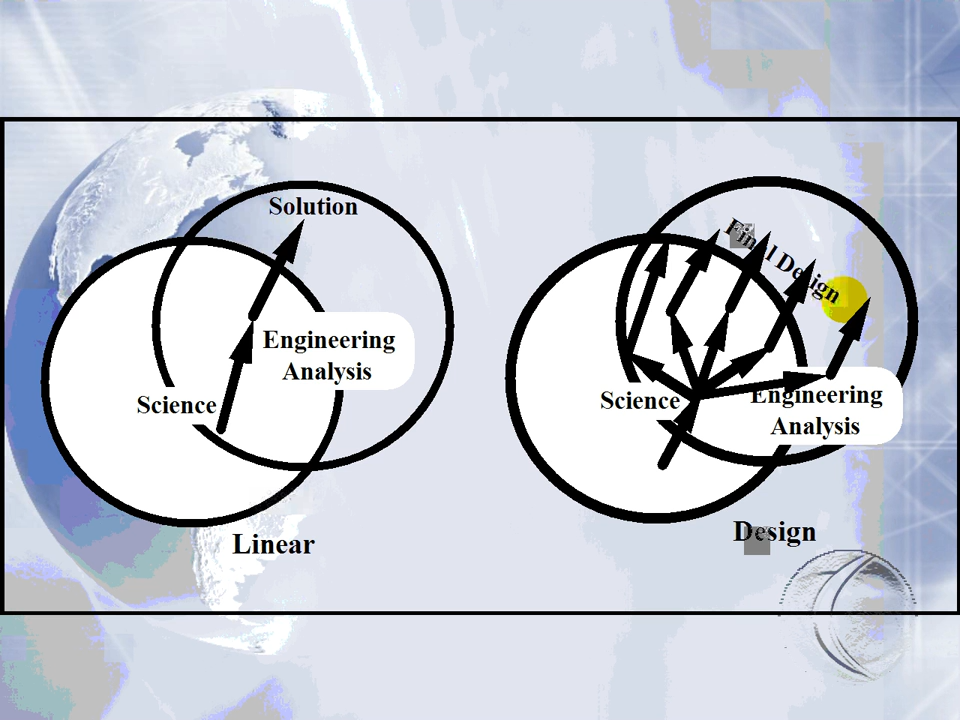 Solution
Engineering
Analysis
Science
Linear
Final Design
Science
Engineering
Analysis
Design